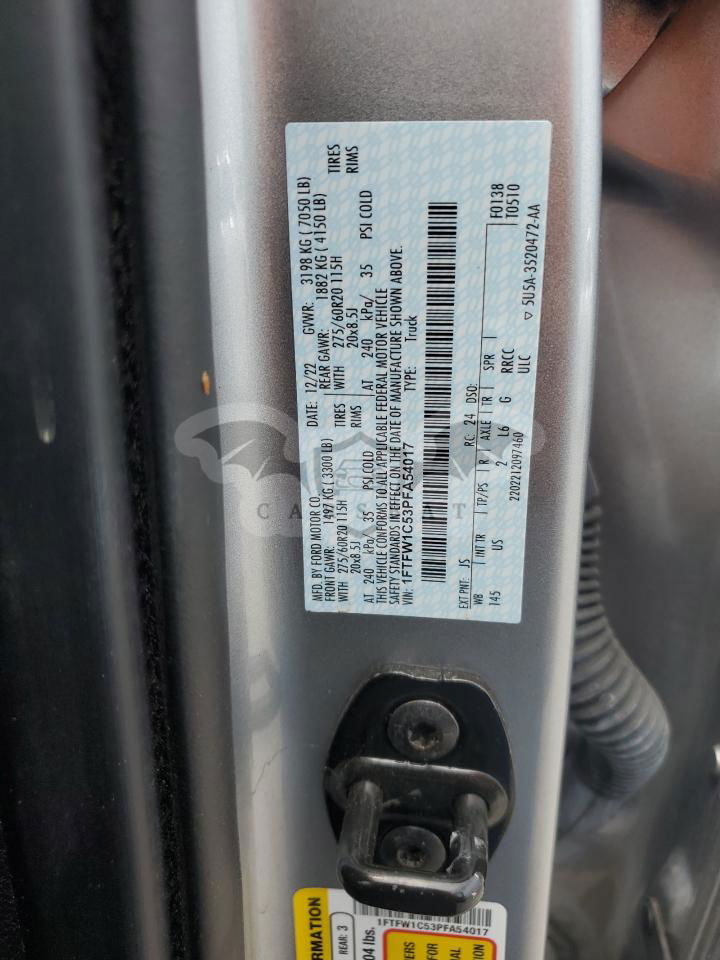 MFD. BY FORD MOTOR CO. DATE: 12/22 GVWR: 3198 KG ( 7050 LB)
FRONT GAWR: 1497 KG ( 3300 LB) REAR GAWR: 1882 KG ( 4150 LB)
WITH 275/60R20 115H TIRES WITH 275/60R20 115H TIRES
20x8.5J RIMS 20x8.5J RIMS
AT 240 kPa/ 35 PSI COLD AT 240 kPa/ 35 PSI COLD
THIS VEHICLE CONFORMS TO ALL APPLICABLE FEDERAL MOTOR VEHICLE
SAFETY STANDARDS IN EFFECT ON THE DATE OF MANUFACTURE SHOWN ABOVE.
VIN: 1FTFW1C53PFA54017 TYPE: Truck
F0138
T0510
EXT PNT: JS RC: 24 DSO:
WB INT TR TP/PS R AXLE TR SPR
145 US 2 L6 G RRCC
ULC
2202212097460 ▽ 5U5A-3520472-AA
1FTFW1C53PFA54017
REAR: 3
04 lbs.